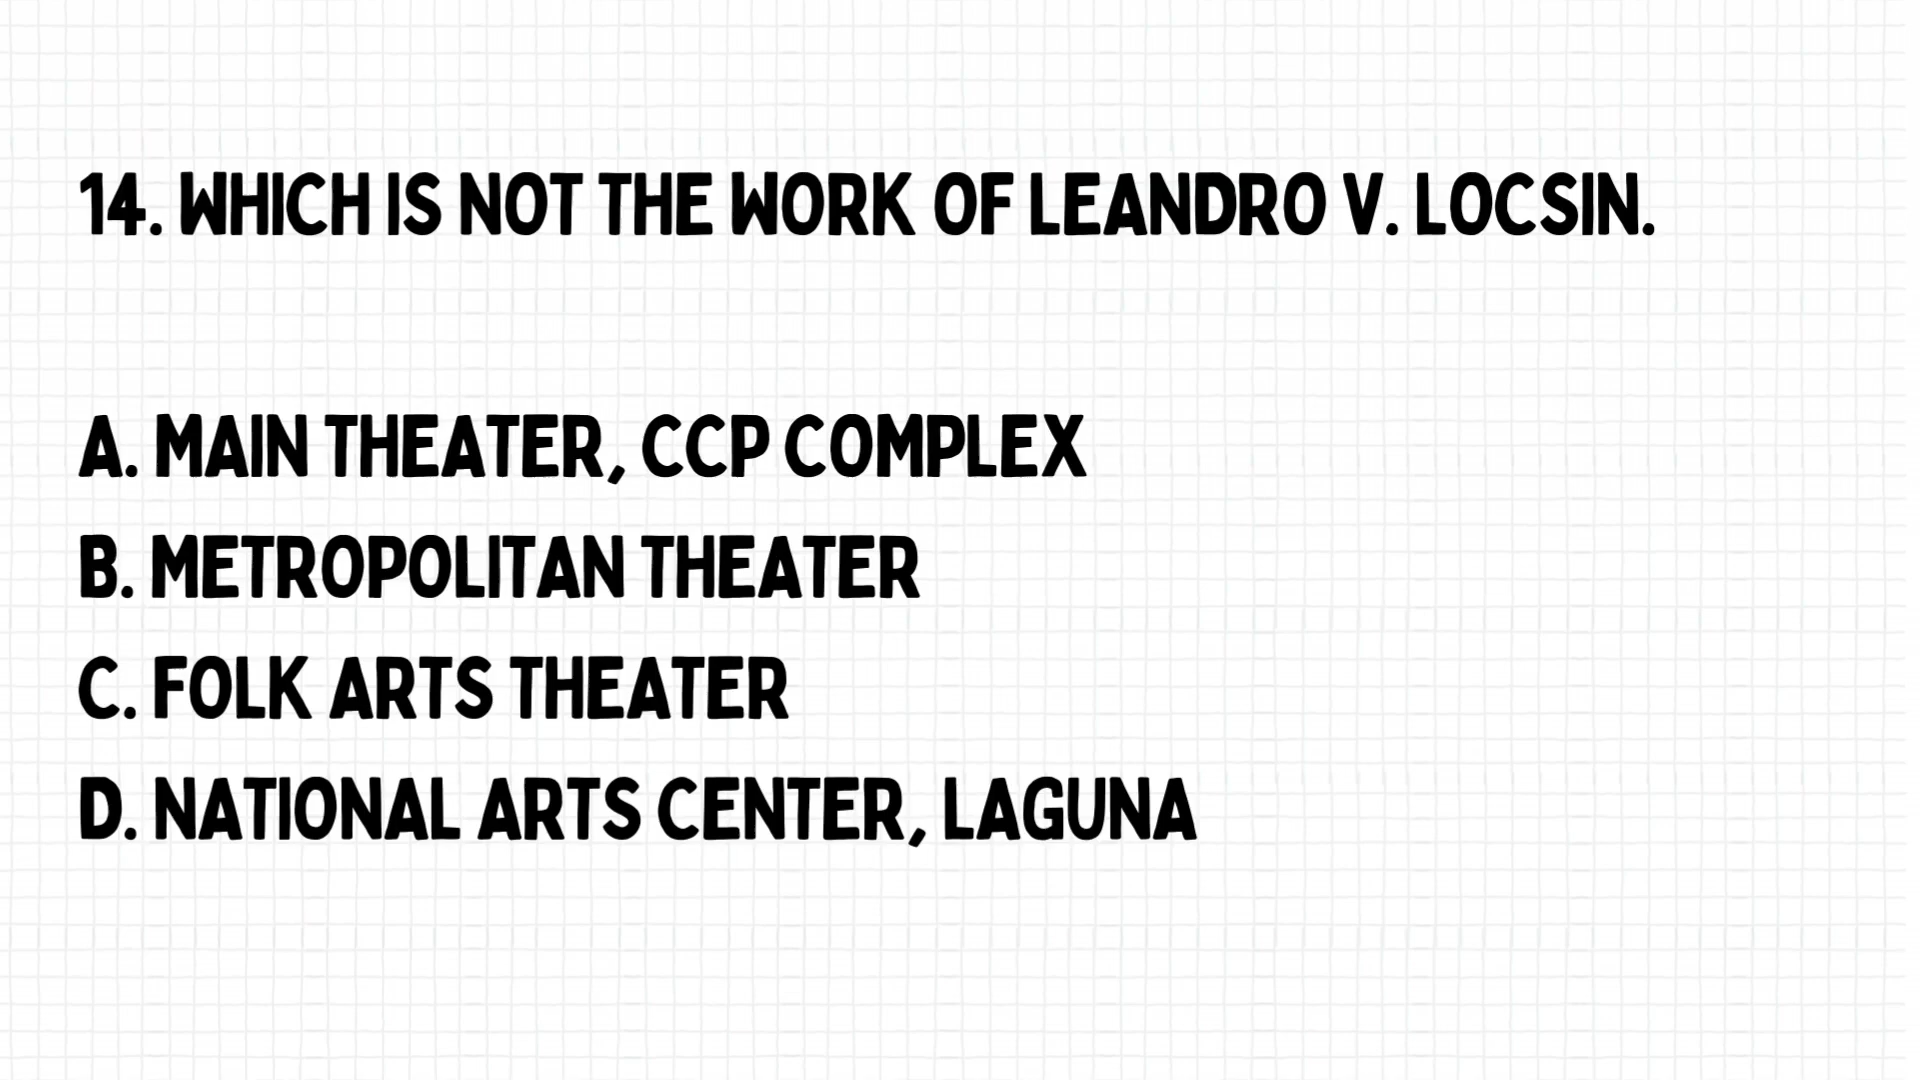 14. WHICH IS NOT THE WORK OF LEANDRO V. LOCSIN.
A. MAIN THEATER, CCP COMPLEX
B. METROPOLITAN THEATER
C. FOLK ARTS THEATER
D. NATIONAL ARTS CENTER, LAGUNA